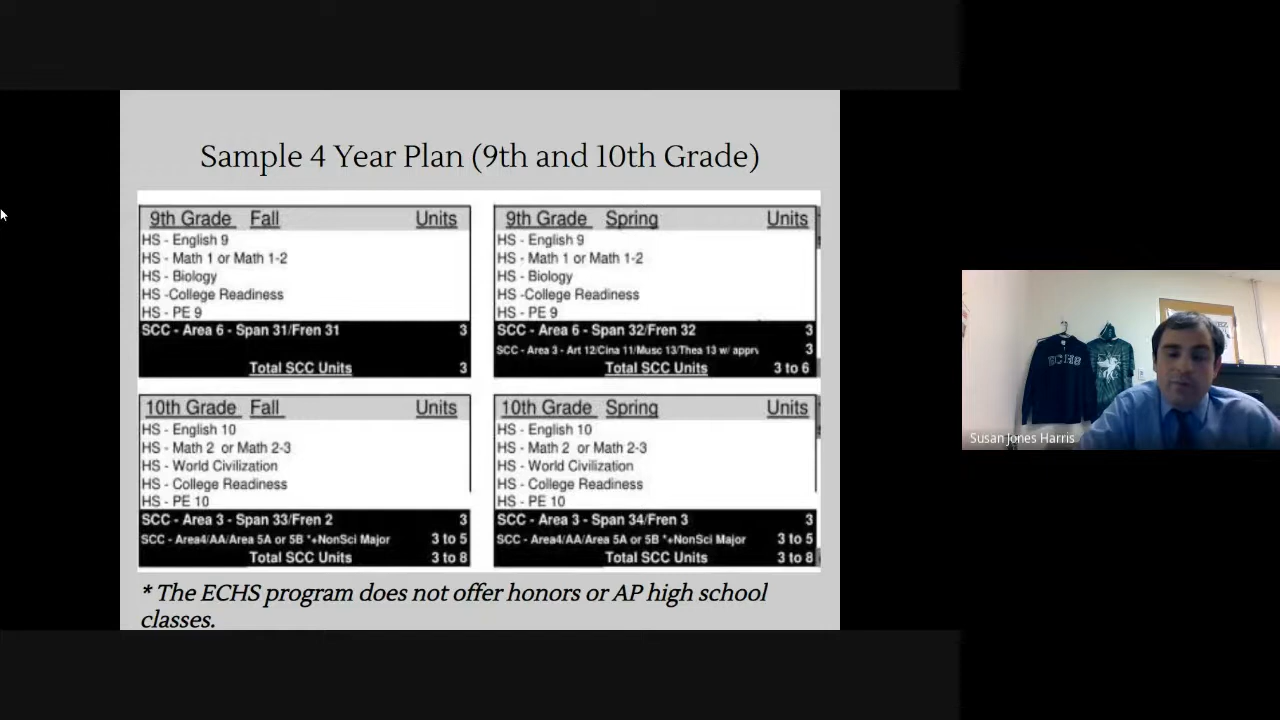 Sample 4 Year Plan (9th and 10th Grade)
9th Grade Fall Units
HS - English 9
HS - Math 1 or Math 1-2
HS - Biology
HS -College Readiness
HS - PE 9
SCC - Area 6 - Span 31/Fren 31 3
Total SCC Units 3
9th Grade Spring Units
HS - English 9
HS - Math 1 or Math 1-2
HS - Biology
HS -College Readiness
HS - PE 9
SCC - Area 6 - Span 32/Fren 32 3
SCC - Area 3 - Art 12/Cina 11/Musc 13/Thea 13 w/ apprv 3
Total SCC Units 3 to 6
10th Grade Fall Units
HS - English 10
HS - Math 2 or Math 2-3
HS - World Civilization
HS - College Readiness
HS - PE 10
SCC - Area 3 - Span 33/Fren 2 3
SCC - Area4/AA/Area 5A or 5B *+NonSci Major 3 to 5
Total SCC Units 3 to 8
10th Grade Spring Units
HS - English 10
HS - Math 2 or Math 2-3
HS - World Civilization
HS - College Readiness
HS - PE 10
SCC - Area 3 - Span 34/Fren 3 3
SCC - Area4/AA/Area 5A or 5B *+NonSci Major 3 to 5
Total SCC Units 3 to 8
* The ECHS program does not offer honors or AP high school
classes.
ECHS
Susan Jones Harris